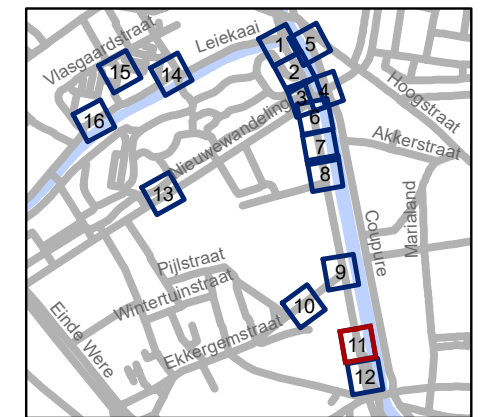 Vlasgaardstraat
Leiekaai
1
5
2
15
14
3
4
16
6
Hoogstraat
Nieuwewandeling
7
Akkerstraat
8
13
Marialand
Coupure
Pijlstraat
9
Wintertuinstraat
10
Einde Were
Ekkergemstraat
11
12